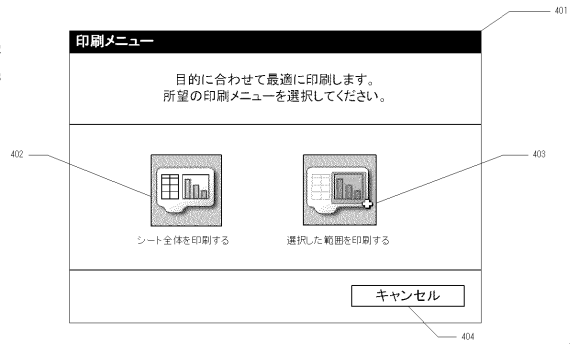 401
印刷メニュー
目的に合わせて最適に印刷します。
所望の印刷メニューを選択してください。
402
403
シート全体を印刷する
選択した範囲を印刷する
キャンセル
404